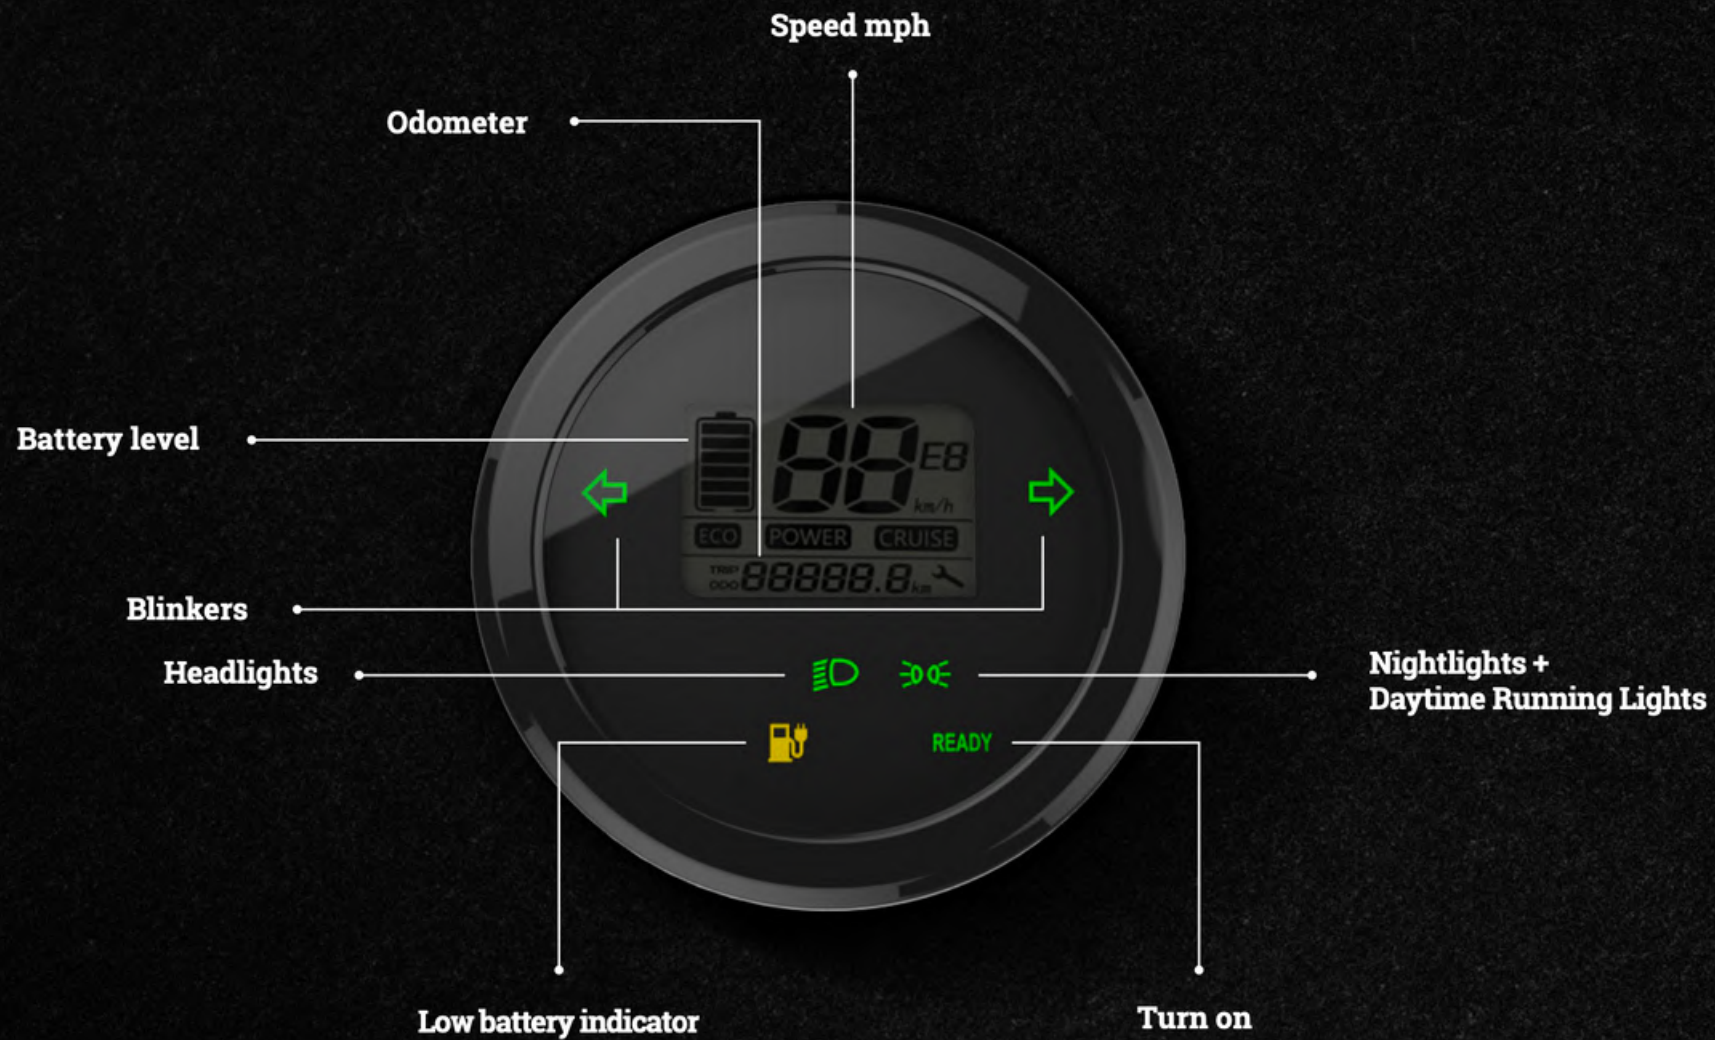 Speed mph
Odometer
Battery level
88
E8
km/h
ECO POWER CRUISE
TRIP
ODO
88888.8 km
Blinkers
Headlights
Nightlights +
Daytime Running Lights
READY
Low battery indicator
Turn on